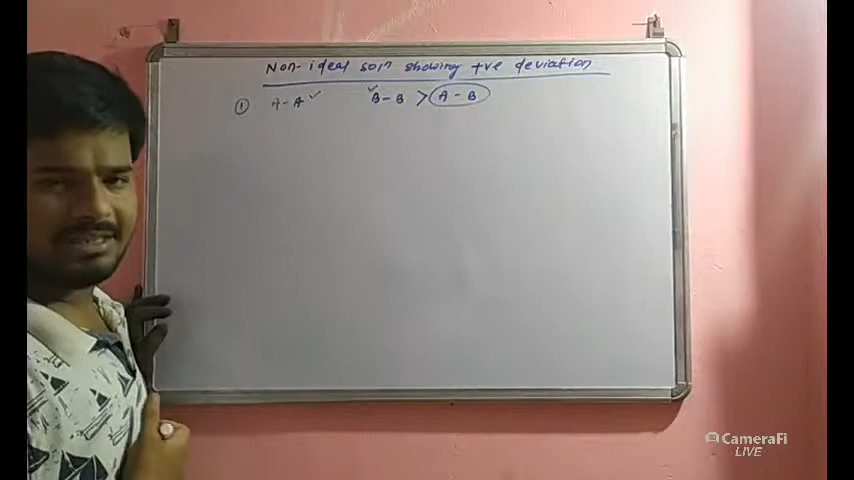 Non-ideal soln showing +ve deviation
① A-A ✓ ✓B-B > A-B
CameraFi
LIVE